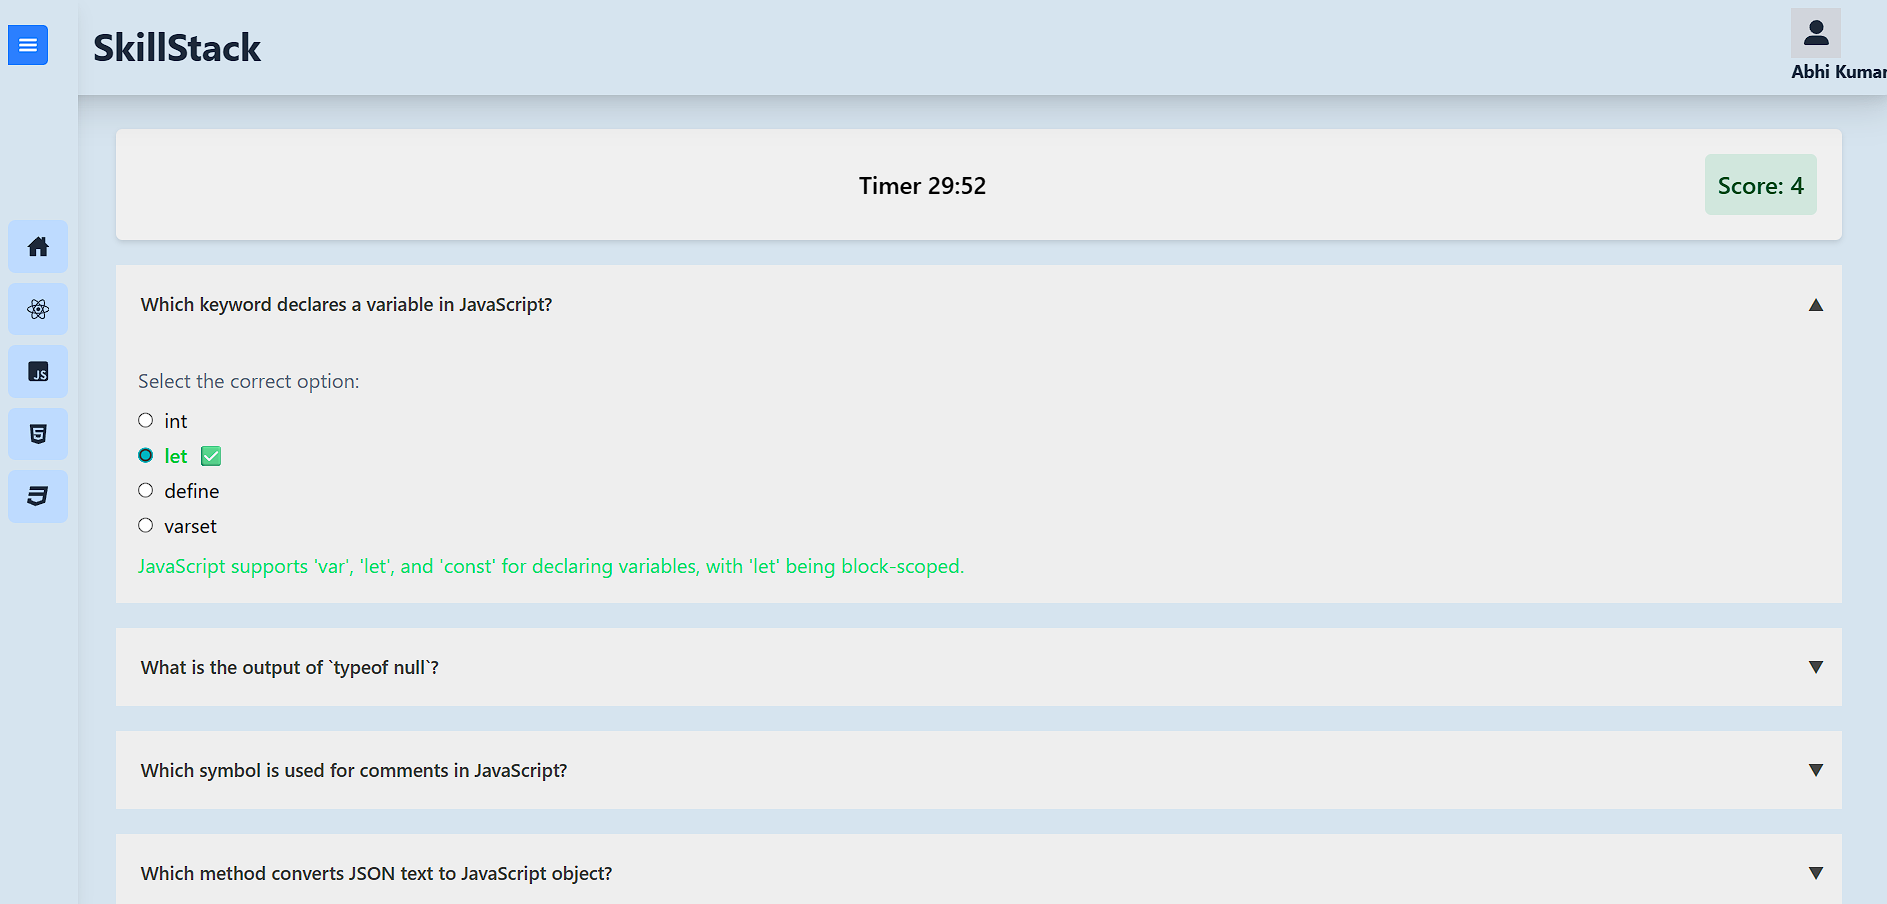 SkillStack
Abhi Kumar
Timer 29:52
Score: 4
Which keyword declares a variable in JavaScript?
Select the correct option:
int
let
define
varset
JavaScript supports 'var', 'let', and 'const' for declaring variables, with 'let' being block-scoped.
What is the output of `typeof null`?
Which symbol is used for comments in JavaScript?
Which method converts JSON text to JavaScript object?
JS